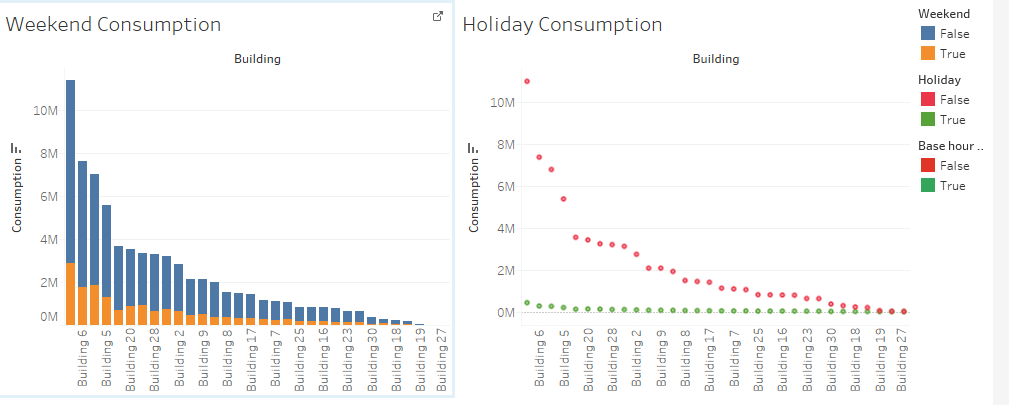 Weekend Consumption
Building
Consumption
10M
8M
6M
4M
2M
0M
Building 6
Building 5
Building 20
Building 28
Building 2
Building 9
Building 8
Building 17
Building 7
Building 25
Building 16
Building 23
Building 30
Building 18
Building 19
Building 27
Holiday Consumption
Building
Consumption
10M
8M
6M
4M
2M
0M
Building 6
Building 5
Building 20
Building 28
Building 2
Building 9
Building 8
Building 17
Building 7
Building 25
Building 16
Building 23
Building 30
Building 18
Building 19
Building 27
Weekend
False
True
Holiday
False
True
Base hour ..
False
True